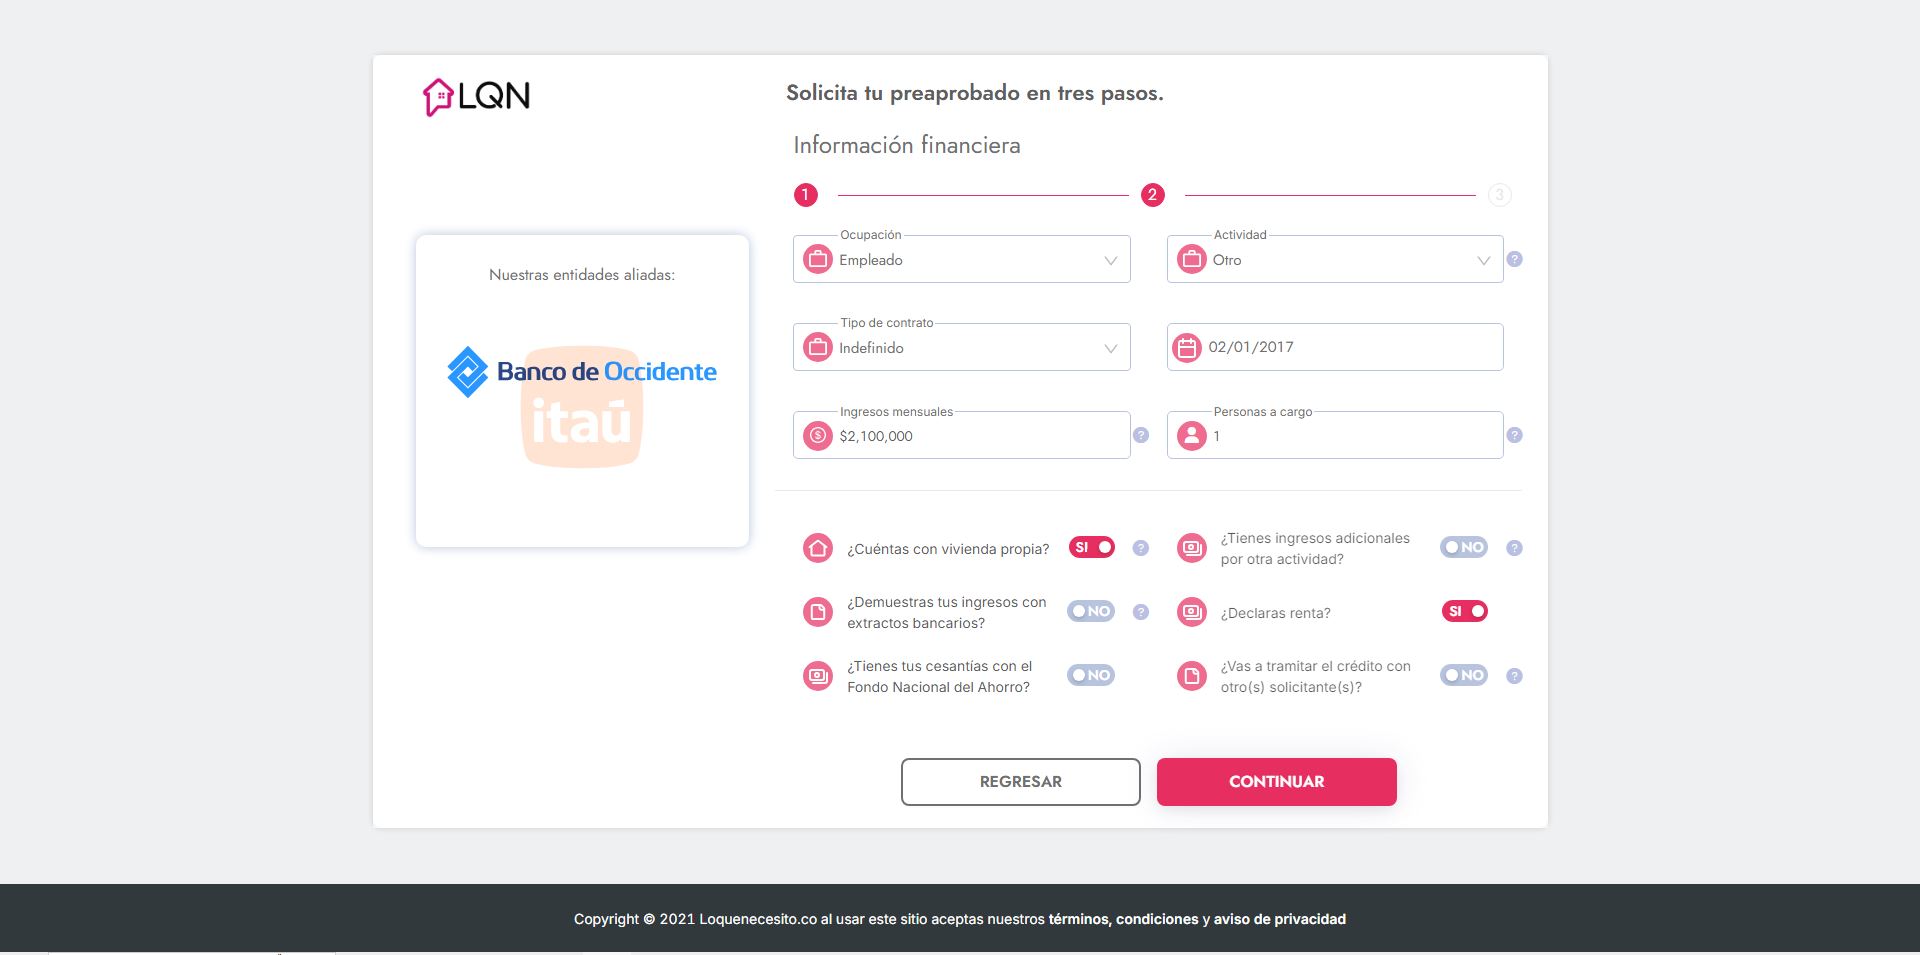 LQN
Solicita tu preaprobado en tres pasos.
Información financiera
1
2
3
Nuestras entidades aliadas:
Banco de Occidente
itaú
Ocupación
Empleado
Actividad
Otro
?
Tipo de contrato
Indefinido
02/01/2017
Ingresos mensuales
$2,100,000
?
Personas a cargo
1
?
¿Cuéntas con vivienda propia?
SI
?
¿Tienes ingresos adicionales
por otra actividad?
NO
?
¿Demuestras tus ingresos con
extractos bancarios?
NO
?
¿Declaras renta?
SI
¿Tienes tus cesantías con el
Fondo Nacional del Ahorro?
NO
¿Vas a tramitar el crédito con
otro(s) solicitante(s)?
NO
?
REGRESAR
CONTINUAR
Copyright © 2021 Loquenecesito.co al usar este sitio aceptas nuestros términos, condiciones y aviso de privacidad